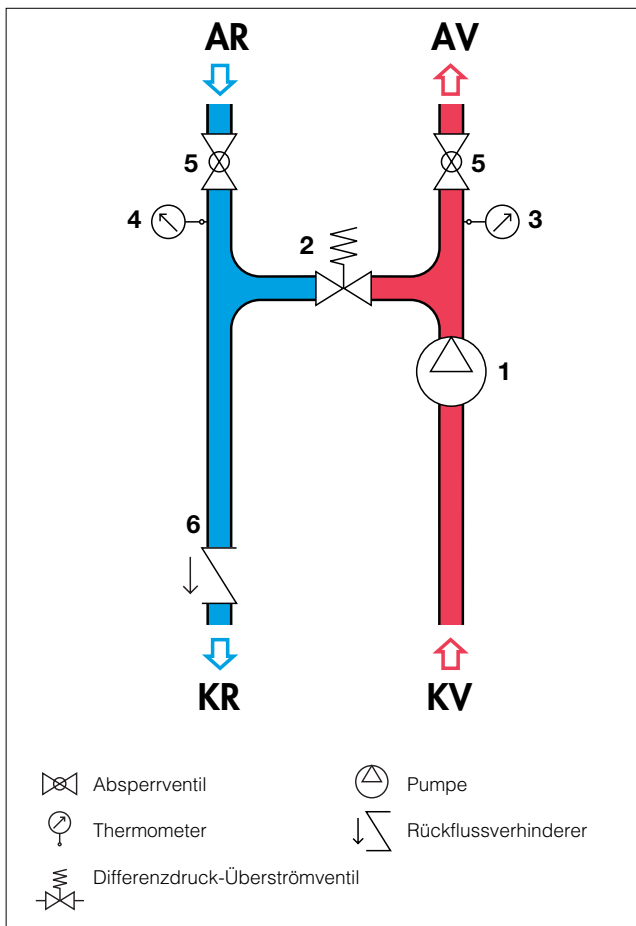 AR AV
5 5
4 3
2
1
6
KR KV
Absperrventil Pumpe
Thermometer Rückflussverhinderer
Differenzdruck-Überströmventil